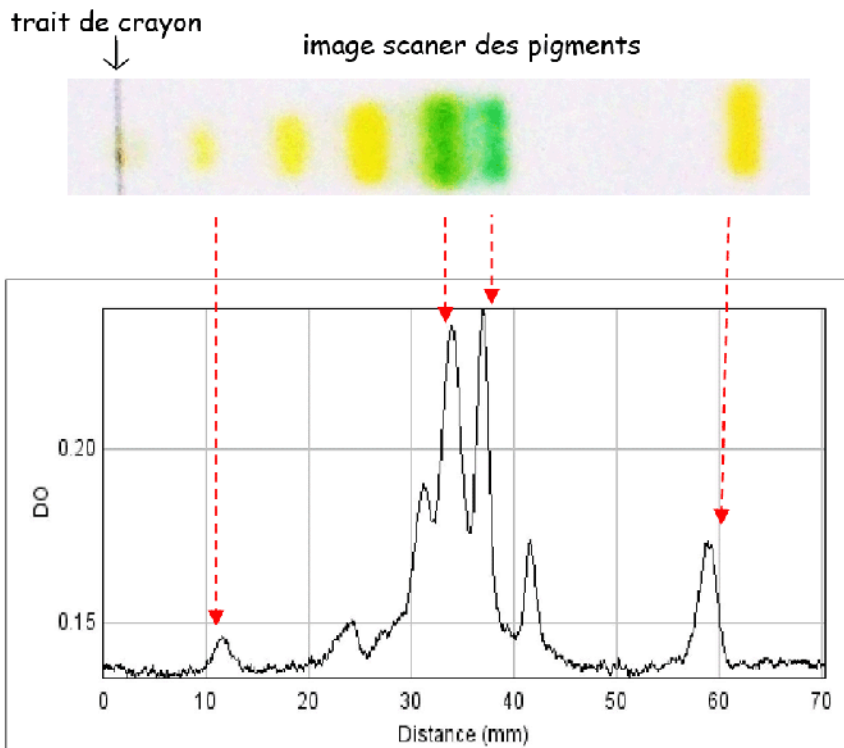 trait de crayon
image scaner des pigments
0.20
DO
0.15
0 10 20 30 40 50 60 70
Distance (mm)